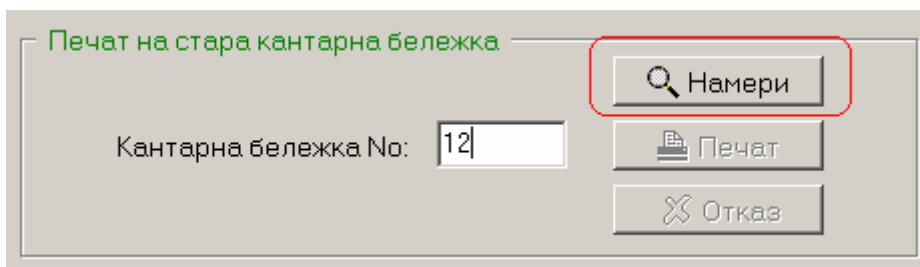 Печат на стара кантарна бележка
Намери
Кантарна бележка No: 12
Печат
Отказ